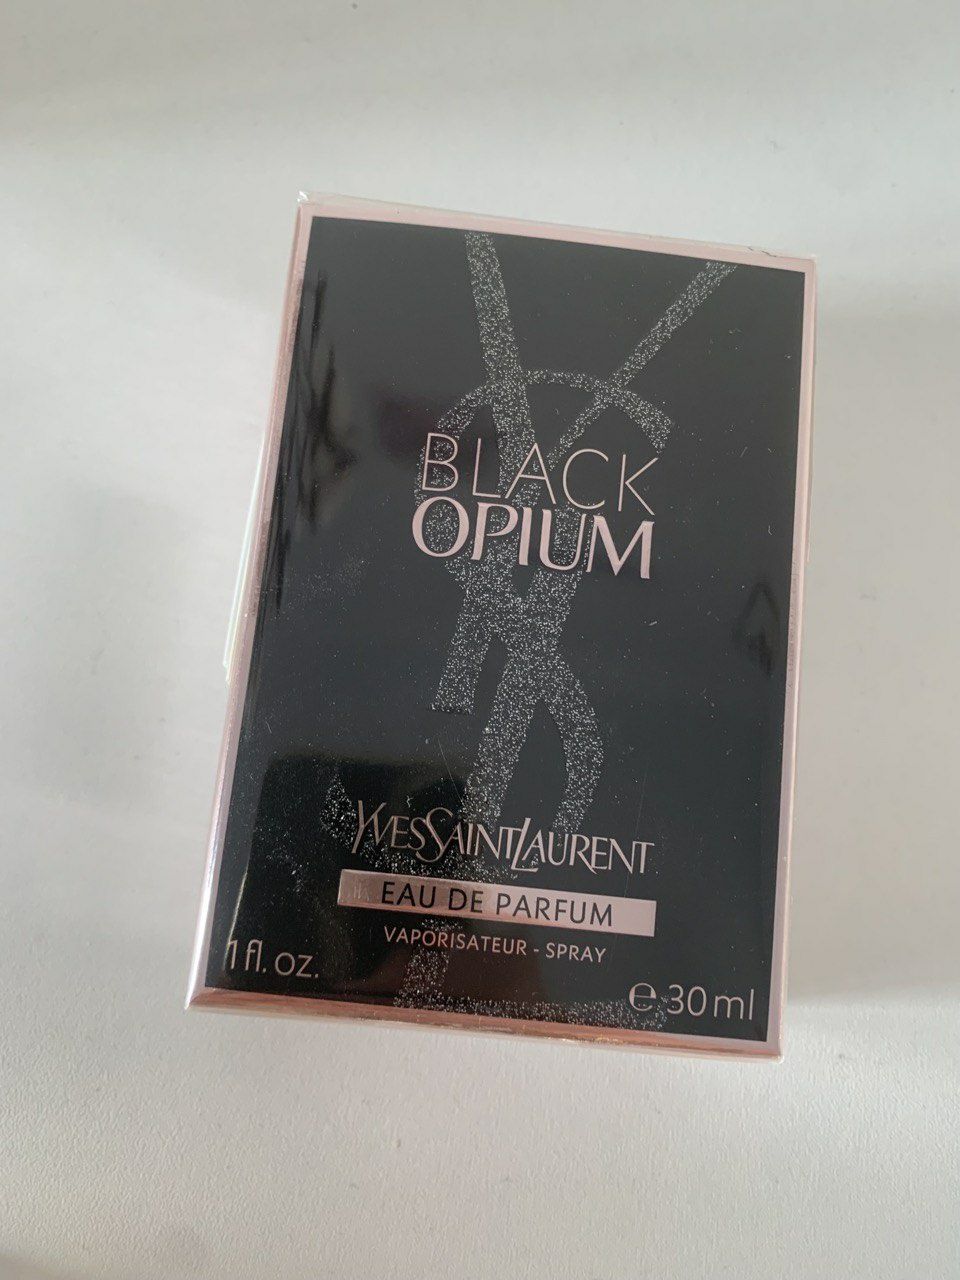 BLACK
OPIUM
YVESSAINTLAURENT
EAU DE PARFUM
VAPORISATEUR - SPRAY
1 fl. oz.
℮ 30 ml